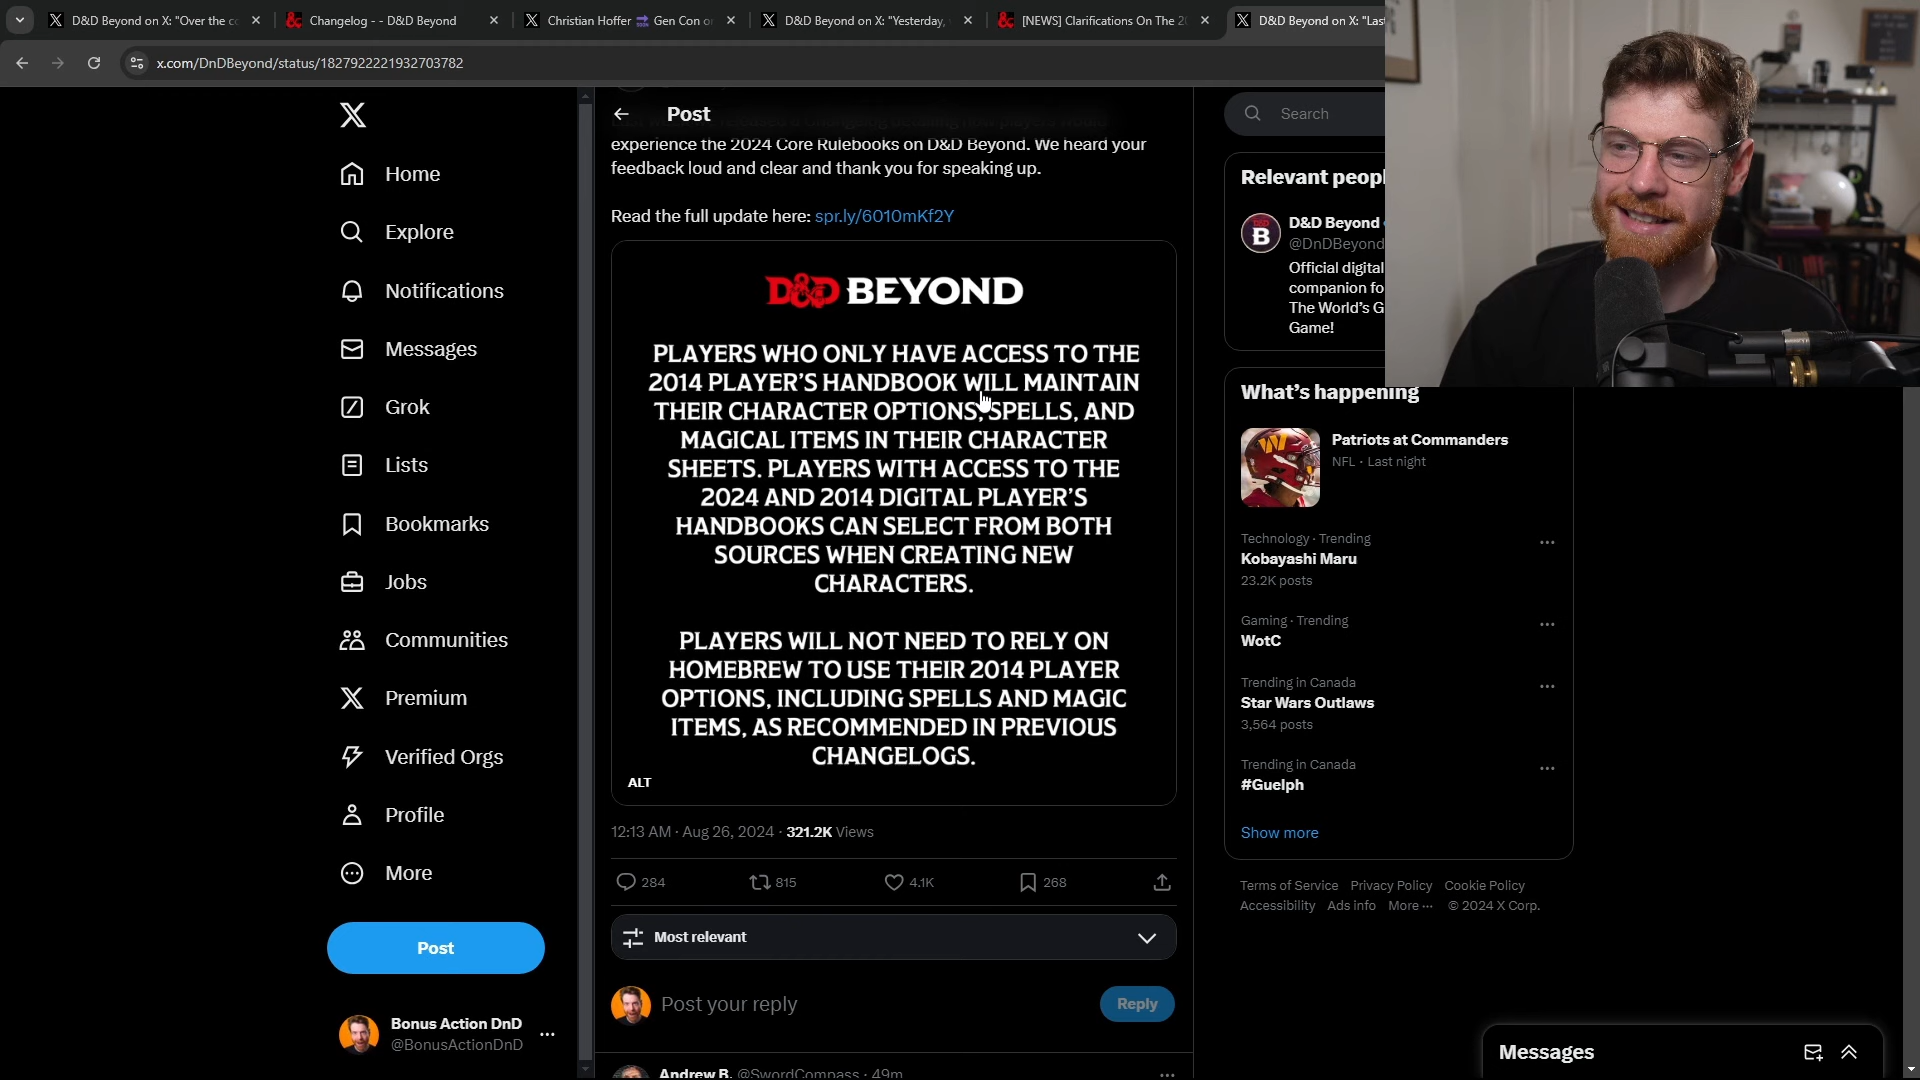 D&D Beyond on X: "Over the co
Changelog - - D&D Beyond
Christian Hoffer
Gen Con or
D&D Beyond on X: "Yesterday,
[NEWS] Clarifications On The 20
D&D Beyond on X: "Las
x.com/DnDBeyond/status/1827922221932703782
Home
Explore
Notifications
Messages
Grok
Lists
Bookmarks
Jobs
Communities
Premium
Verified Orgs
Profile
More
Post
Bonus Action DnD
@BonusActionDnD
Post
experience the 2024 Core Rulebooks on D&D Beyond. We heard your
feedback loud and clear and thank you for speaking up.
Read the full update here: spr.ly/6010mKf2Y
D&D BEYOND
PLAYERS WHO ONLY HAVE ACCESS TO THE
2014 PLAYER'S HANDBOOK WILL MAINTAIN
THEIR CHARACTER OPTIONS, SPELLS, AND
MAGICAL ITEMS IN THEIR CHARACTER
SHEETS. PLAYERS WITH ACCESS TO THE
2024 AND 2014 DIGITAL PLAYER'S
HANDBOOKS CAN SELECT FROM BOTH
SOURCES WHEN CREATING NEW
CHARACTERS.
PLAYERS WILL NOT NEED TO RELY ON
HOMEBREW TO USE THEIR 2014 PLAYER
OPTIONS, INCLUDING SPELLS AND MAGIC
ITEMS, AS RECOMMENDED IN PREVIOUS
CHANGELOGS.
ALT
12:13 AM · Aug 26, 2024 · 321.2K Views
284
815
4.1K
268
Most relevant
Post your reply
Reply
Andrew B. @SwordCompass · 49m
Search
Relevant peopl
D&D Beyond
@DnDBeyond
Official digital
companion fo
The World's G
Game!
What's happening
Patriots at Commanders
NFL · Last night
Technology · Trending
Kobayashi Maru
23.2K posts
Gaming · Trending
WotC
Trending in Canada
Star Wars Outlaws
3,564 posts
Trending in Canada
#Guelph
Show more
Terms of Service Privacy Policy Cookie Policy
Accessibility Ads info More ··· © 2024 X Corp.
Messages